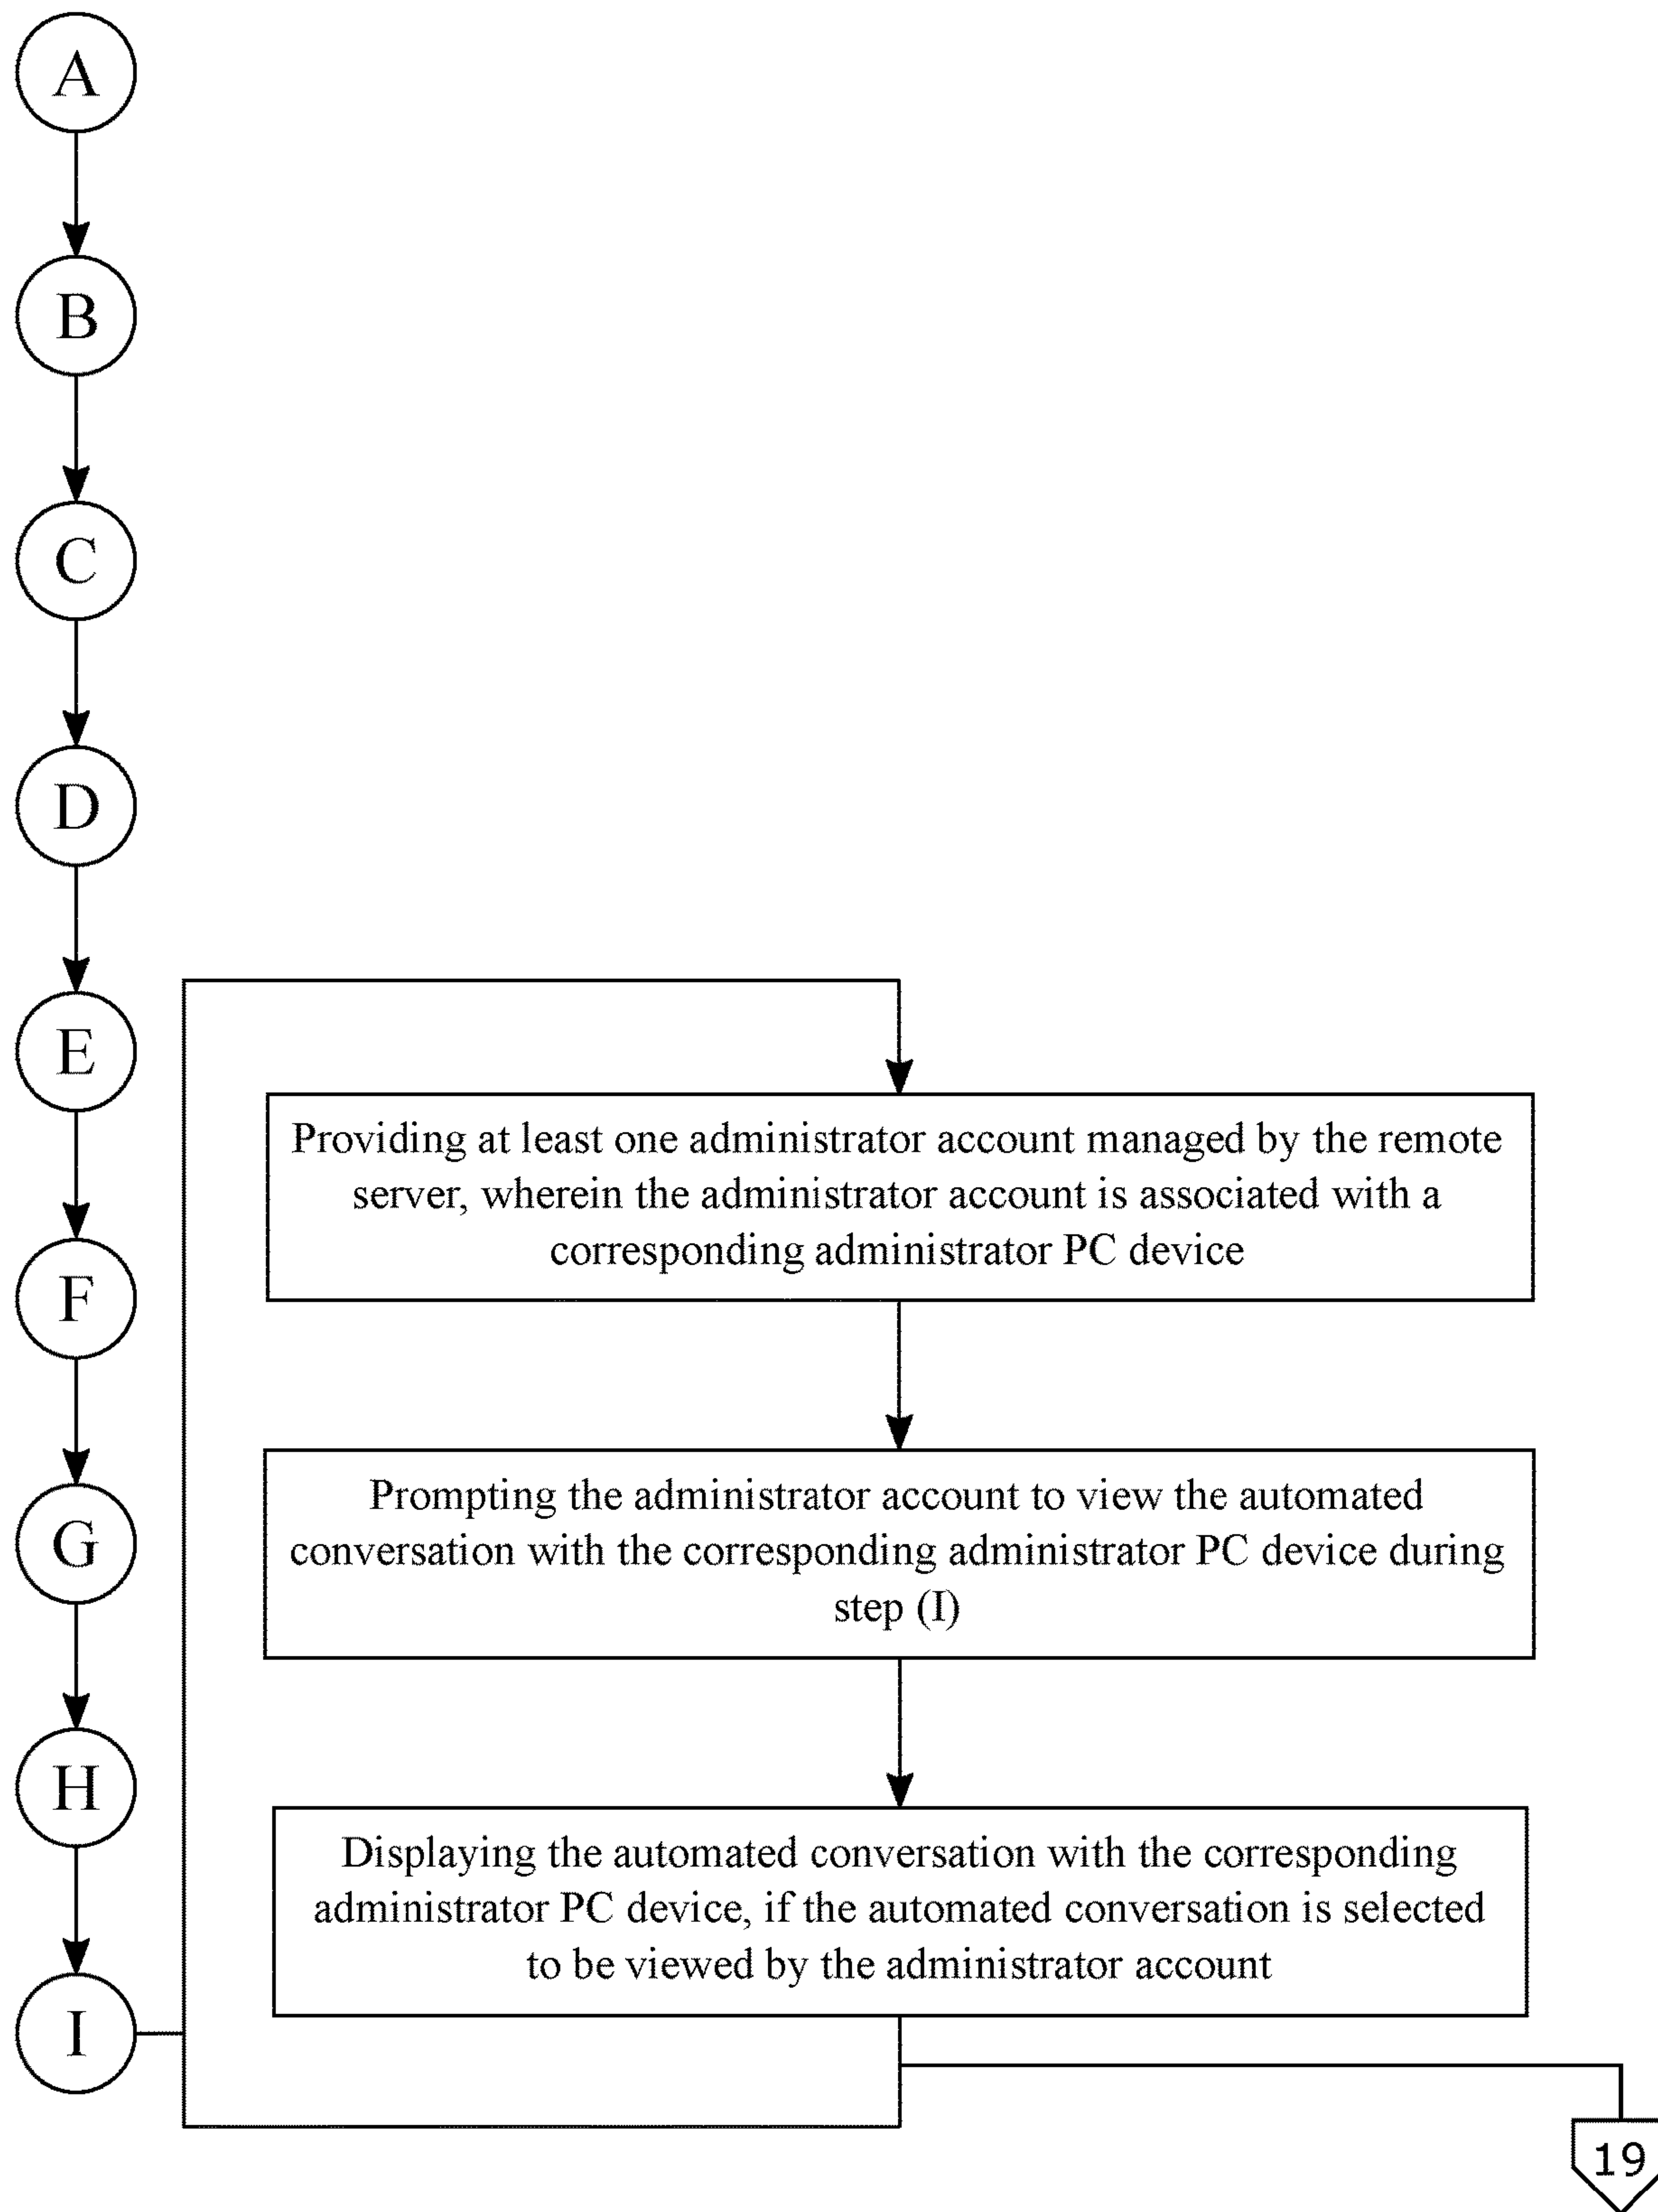 A
B
C
D
E
Providing at least one administrator account managed by the remote
server, wherein the administrator account is associated with a
corresponding administrator PC device
F
G
Prompting the administrator account to view the automated
conversation with the corresponding administrator PC device during
step (I)
H
Displaying the automated conversation with the corresponding
administrator PC device, if the automated conversation is selected
to be viewed by the administrator account
I
19